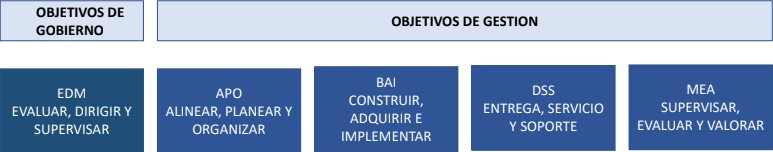 OBJETIVOS DE
GOBIERNO
OBJETIVOS DE GESTION
EDM
EVALUAR, DIRIGIR Y
SUPERVISAR
APO
ALINEAR, PLANEAR Y
ORGANIZAR
BAI
CONSTRUIR,
ADQUIRIR E
IMPLEMENTAR
DSS
ENTREGA, SERVICIO
Y SOPORTE
MEA
SUPERVISAR,
EVALUAR Y VALORAR